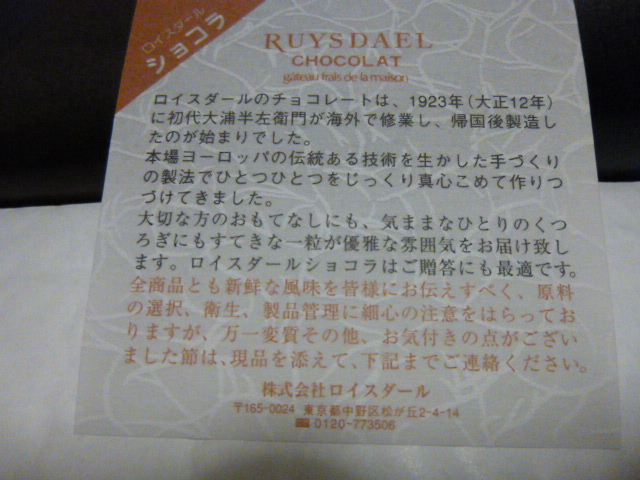 ロイスダール
ショコラ
RUYSDAEL
CHOCOLAT
gâteau frais de la maison
ロイスダールのチョコレートは、1923年(大正12年)
に初代大浦半左衛門が海外で修業し、帰国後製造し
たのが始まりでした。
本場ヨーロッパの伝統ある技術を生かした手づくり
の製法でひとつひとつをじっくり真心こめて作りつ
づけてきました。
大切な方のおもてなしにも、気ままなひとりのくつ
ろぎにもすてきな一粒が優雅な雰囲気をお届け致し
ます。ロイスダールショコラはご贈答にも最適です。
全商品とも新鮮な風味を皆様にお伝えすべく、原料
の選択、衛生、製品管理に細心の注意をはらってお
りますが、万一変質その他、お気付きの点がござい
ました節は、現品を添えて、下記までご連絡ください。
株式会社ロイスダール
〒165-0024 東京都中野区松が丘2-4-14
0120-773506